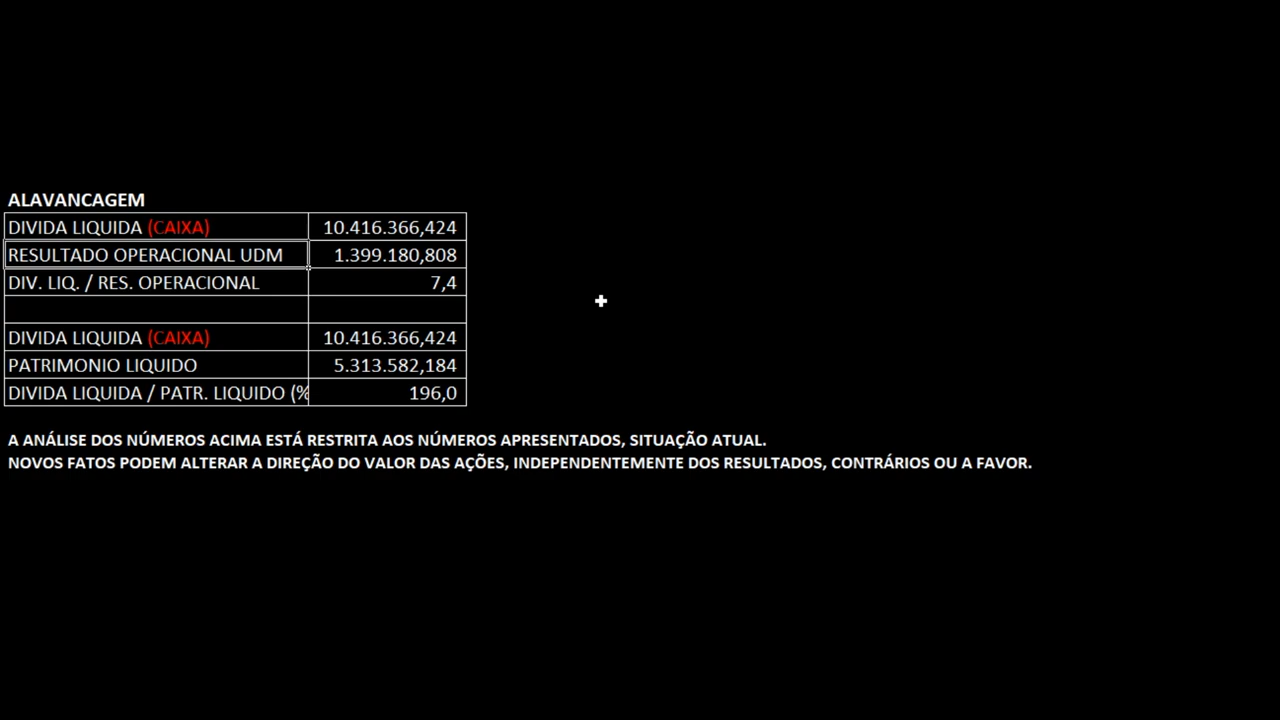 ALAVANCAGEM
DIVIDA LIQUIDA (CAIXA) 10.416.366,424
RESULTADO OPERACIONAL UDM 1.399.180,808
DIV. LIQ. / RES. OPERACIONAL 7,4
DIVIDA LIQUIDA (CAIXA) 10.416.366,424
PATRIMONIO LIQUIDO 5.313.582,184
DIVIDA LIQUIDA / PATR. LIQUIDO (% 196,0
A ANÁLISE DOS NÚMEROS ACIMA ESTÁ RESTRITA AOS NÚMEROS APRESENTADOS, SITUAÇÃO ATUAL.
NOVOS FATOS PODEM ALTERAR A DIREÇÃO DO VALOR DAS AÇÕES, INDEPENDENTEMENTE DOS RESULTADOS, CONTRÁRIOS OU A FAVOR.